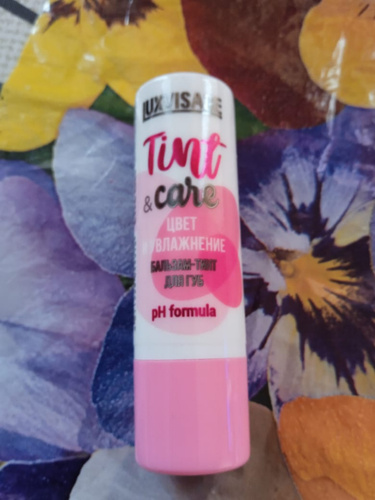 LUXVISAGE
Tint
& care
ЦВЕТ
И УВЛАЖНЕНИЕ
БАЛЬЗАМ-ТИНТ
ДЛЯ ГУБ
pH formula